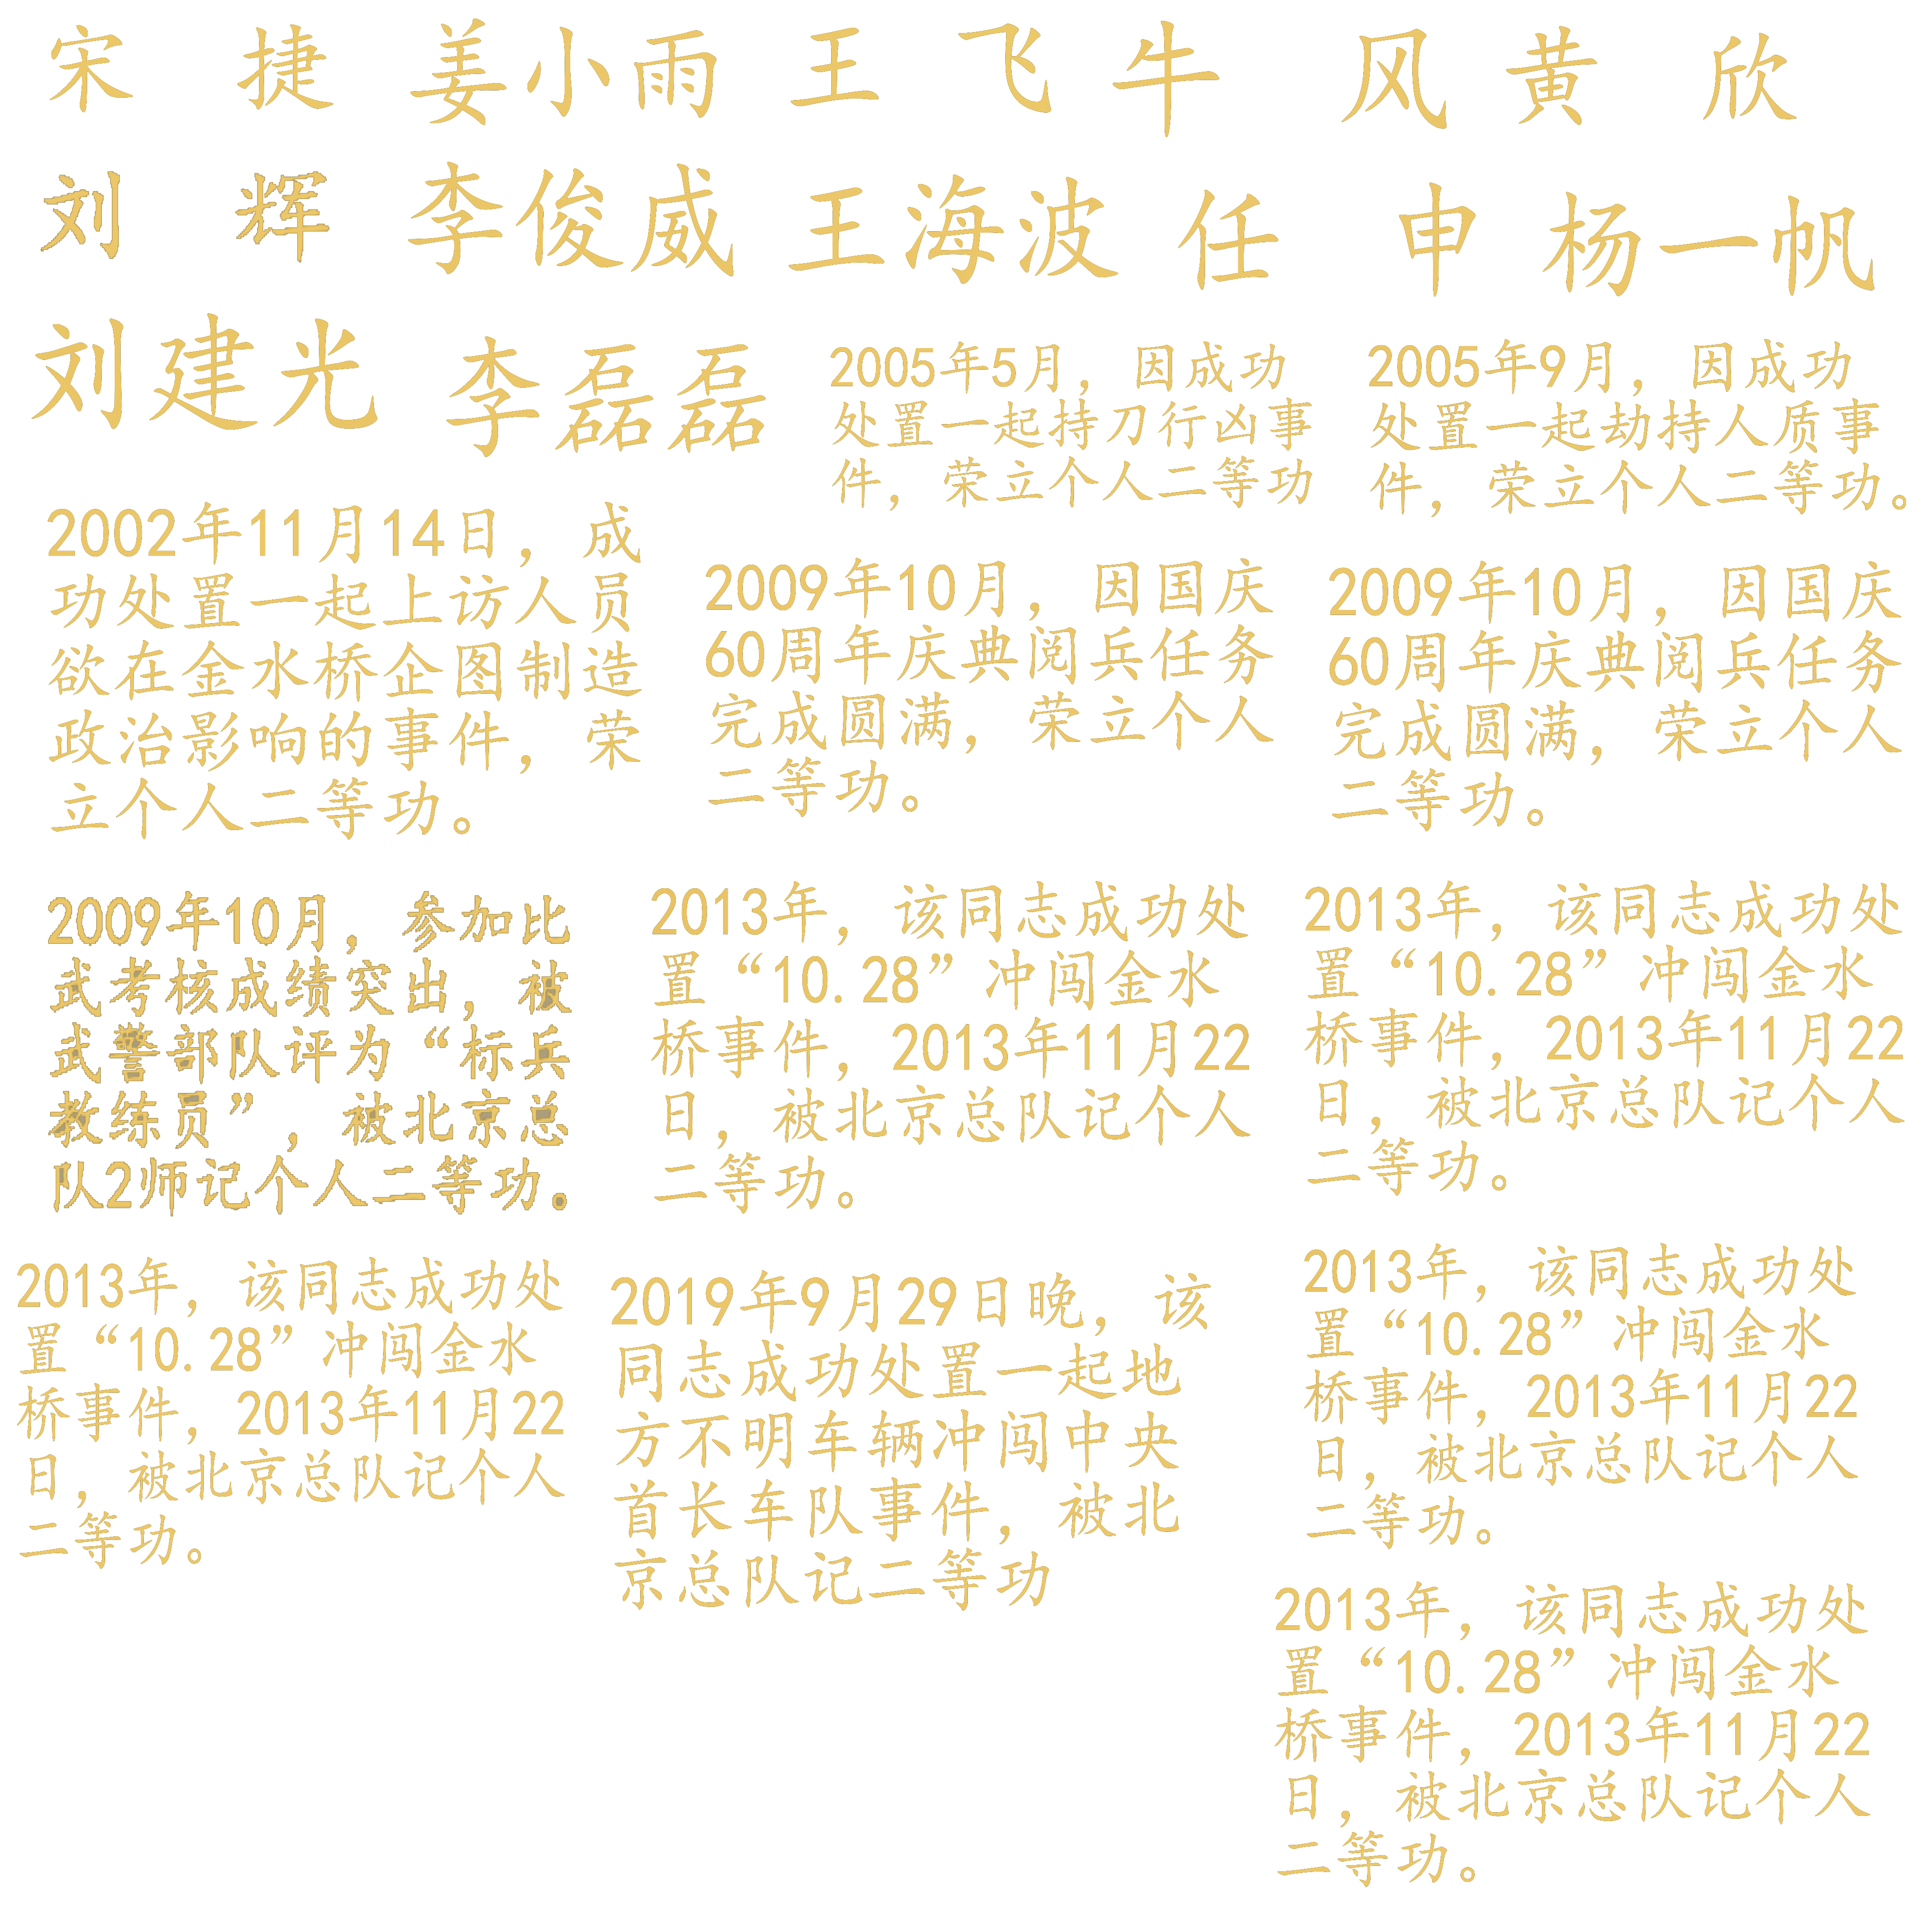 宋 捷 姜小雨 王 飞 牛 风 黄 欣
刘 辉 李俊威 王海波 任 申 杨一帆
刘建光 李磊磊
2005年5月，因成功
处置一起持刀行凶事
件，荣立个人二等功
2005年9月，因成功
处置一起劫持人质事
件，荣立个人二等功。
2002年11月14日，成
功处置一起上访人员
欲在金水桥企图制造
政治影响的事件，荣
立个人二等功。
2009年10月，因国庆
60周年庆典阅兵任务
完成圆满，荣立个人
二等功。
2009年10月，因国庆
60周年庆典阅兵任务
完成圆满，荣立个人
二等功。
2009年10月，参加比
武考核成绩突出，被
武警部队评为“标兵
教练员”，被北京总
队2师记个人二等功。
2013年，该同志成功处
置“10.28”冲闯金水
桥事件，2013年11月22
日，被北京总队记个人
二等功。
2013年，该同志成功处
置“10.28”冲闯金水
桥事件，2013年11月22
日，被北京总队记个人
二等功。
2013年，该同志成功处
置“10.28”冲闯金水
桥事件，2013年11月22
日，被北京总队记个人
二等功。
2019年9月29日晚，该
同志成功处置一起地
方不明车辆冲闯中央
首长车队事件，被北
京总队记二等功
2013年，该同志成功处
置“10.28”冲闯金水
桥事件，2013年11月22
日，被北京总队记个人
二等功。
2013年，该同志成功处
置“10.28”冲闯金水
桥事件，2013年11月22
日，被北京总队记个人
二等功。